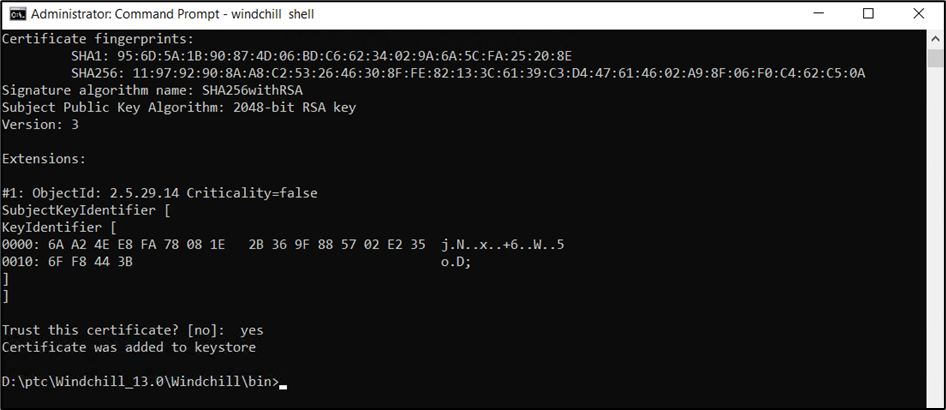 Administrator: Command Prompt - windchill  shell
Certificate fingerprints:
         SHA1: 95:6D:5A:1B:90:87:4D:06:BD:C6:62:34:02:9A:6A:5C:FA:25:20:8E
         SHA256: 11:97:92:90:8A:A8:C2:53:26:46:30:8F:FE:82:13:3C:61:39:C3:D4:47:61:46:02:A9:8F:06:F0:C4:62:C5:0A
Signature algorithm name: SHA256withRSA
Subject Public Key Algorithm: 2048-bit RSA key
Version: 3
Extensions:
#1: ObjectId: 2.5.29.14 Criticality=false
SubjectKeyIdentifier [
KeyIdentifier [
0000: 6A A2 4E E8 FA 78 08 1E   2B 36 9F 88 57 02 E2 35  j.N..x..+6..W..5
0010: 6F F8 44 3B                                        o.D;
]
]
Trust this certificate? [no]:  yes
Certificate was added to keystore
D:\ptc\Windchill_13.0\Windchill\bin>